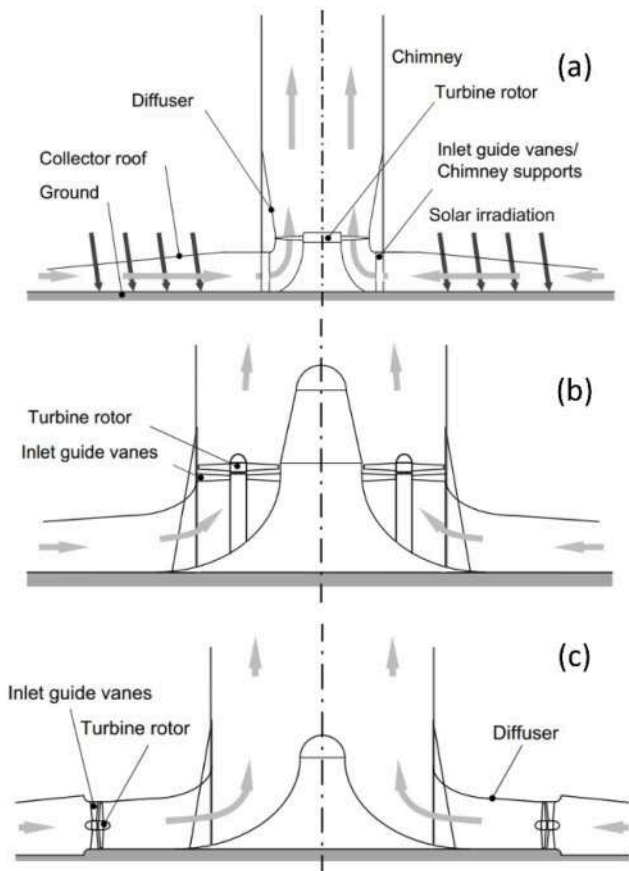 Chimney
(a)
Turbine rotor
Diffuser
Inlet guide vanes/
Chimney supports
Collector roof
Ground
Solar irradiation
(b)
Turbine rotor
Inlet guide vanes
(c)
Inlet guide vanes
Turbine rotor
Diffuser